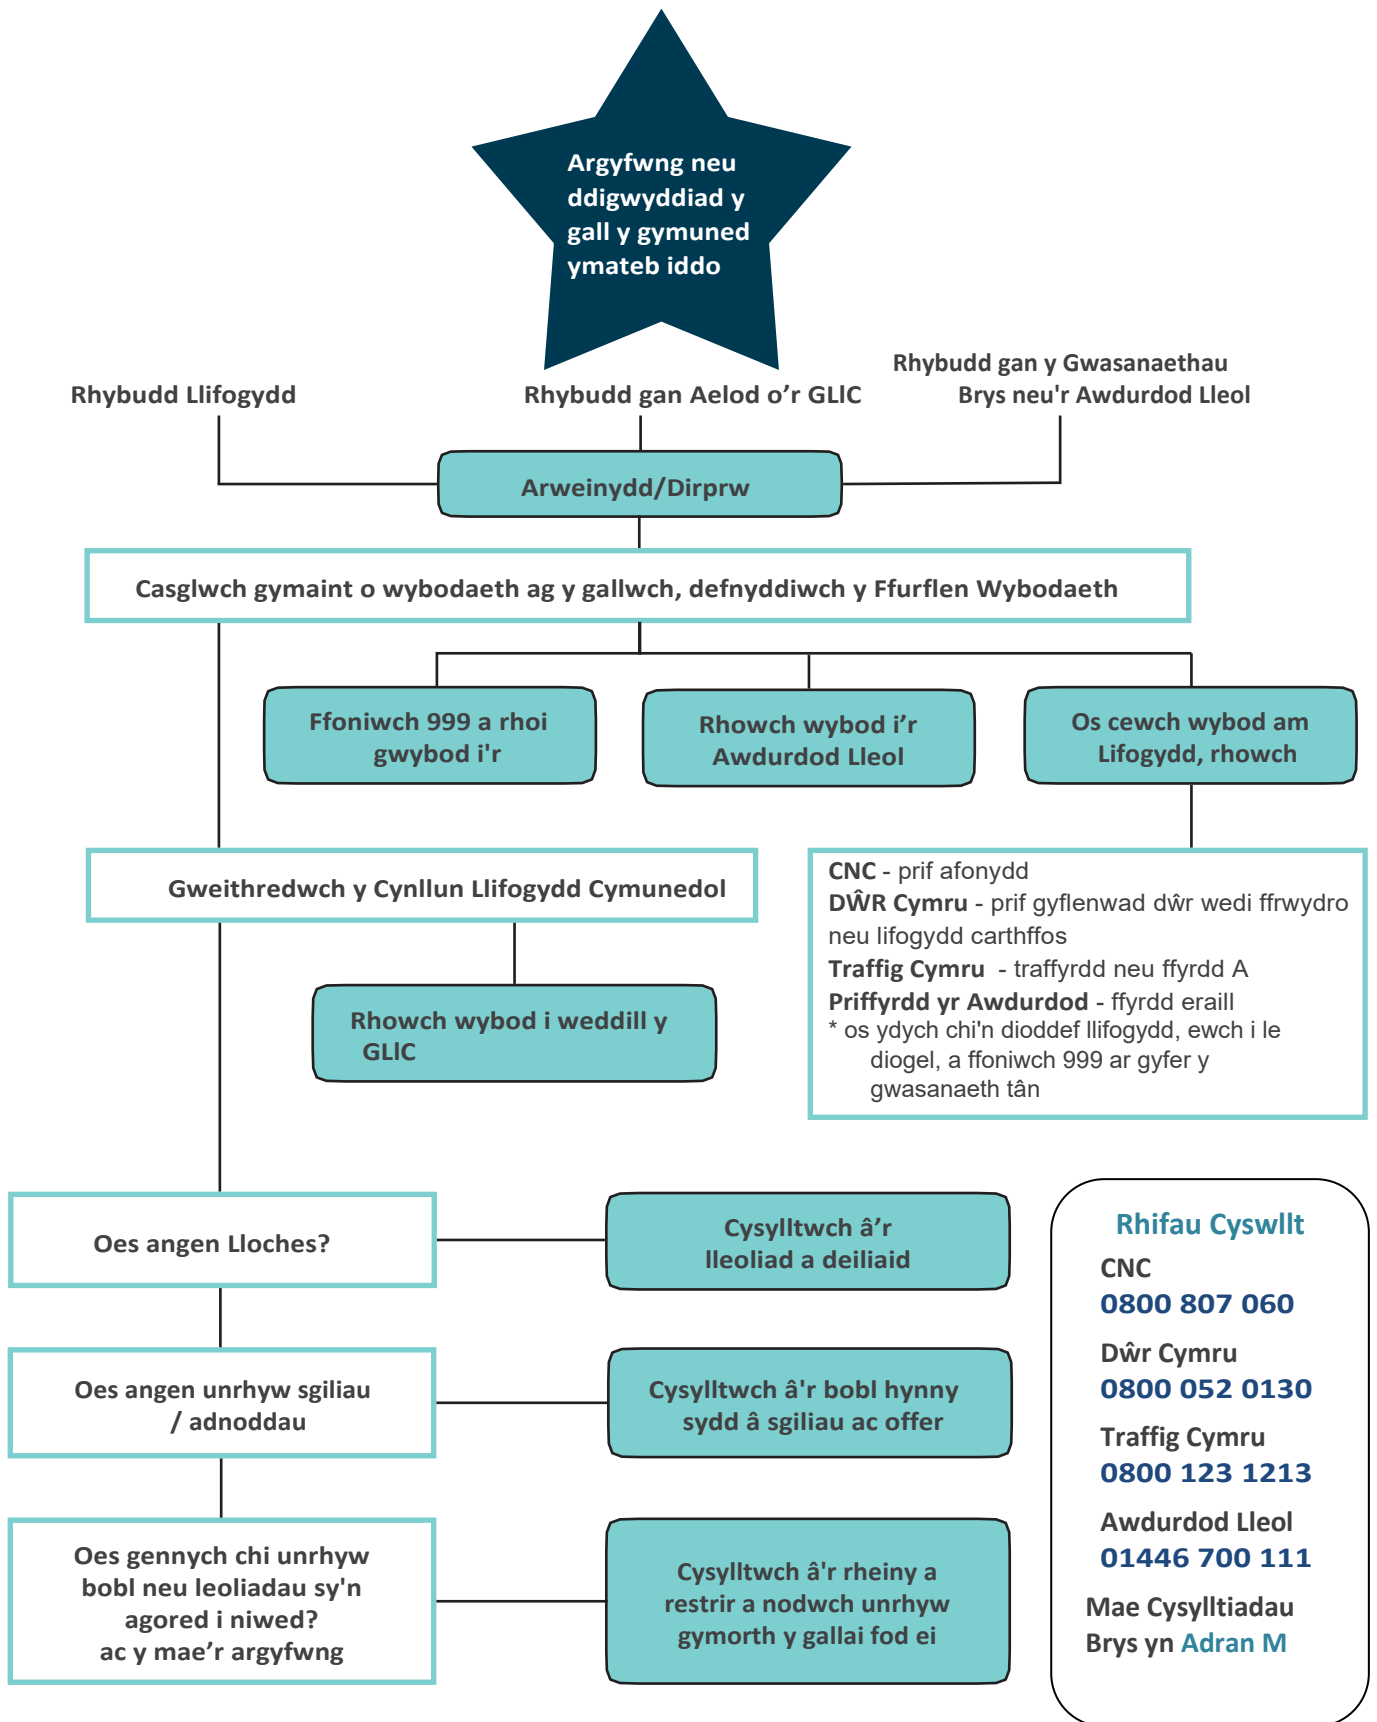 Argyfwng neu
ddigwyddiad y
gall y gymuned
ymateb iddo
Rhybudd Llifogydd
Rhybudd gan Aelod o’r GLlC
Rhybudd gan y Gwasanaethau
Brys neu'r Awdurdod Lleol
Arweinydd/Dirprw
Casglwch gymaint o wybodaeth ag y gallwch, defnyddiwch y Ffurflen Wybodaeth
Ffoniwch 999 a rhoi
gwybod i'r
Rhowch wybod i’r
Awdurdod Lleol
Os cewch wybod am
Lifogydd, rhowch
Gweithredwch y Cynllun Llifogydd Cymunedol
CNC - prif afonydd
DŴR Cymru - prif gyflenwad dŵr wedi ffrwydro
neu lifogydd carthffos
Traffig Cymru - traffyrdd neu ffyrdd A
Priffyrdd yr Awdurdod - ffyrdd eraill
* os ydych chi'n dioddef llifogydd, ewch i le
diogel, a ffoniwch 999 ar gyfer y
gwasanaeth tân
Rhowch wybod i weddill y
GLlC
Oes angen Lloches?
Cysylltwch â’r
lleoliad a deiliaid
Oes angen unrhyw sgiliau
/ adnoddau
Cysylltwch â'r bobl hynny
sydd â sgiliau ac offer
Oes gennych chi unrhyw
bobl neu leoliadau sy'n
agored i niwed?
ac y mae’r argyfwng
Cysylltwch â'r rheiny a
restrir a nodwch unrhyw
gymorth y gallai fod ei
Rhifau Cyswllt
CNC
0800 807 060
Dŵr Cymru
0800 052 0130
Traffig Cymru
0800 123 1213
Awdurdod Lleol
01446 700 111
Mae Cysylltiadau
Brys yn Adran M